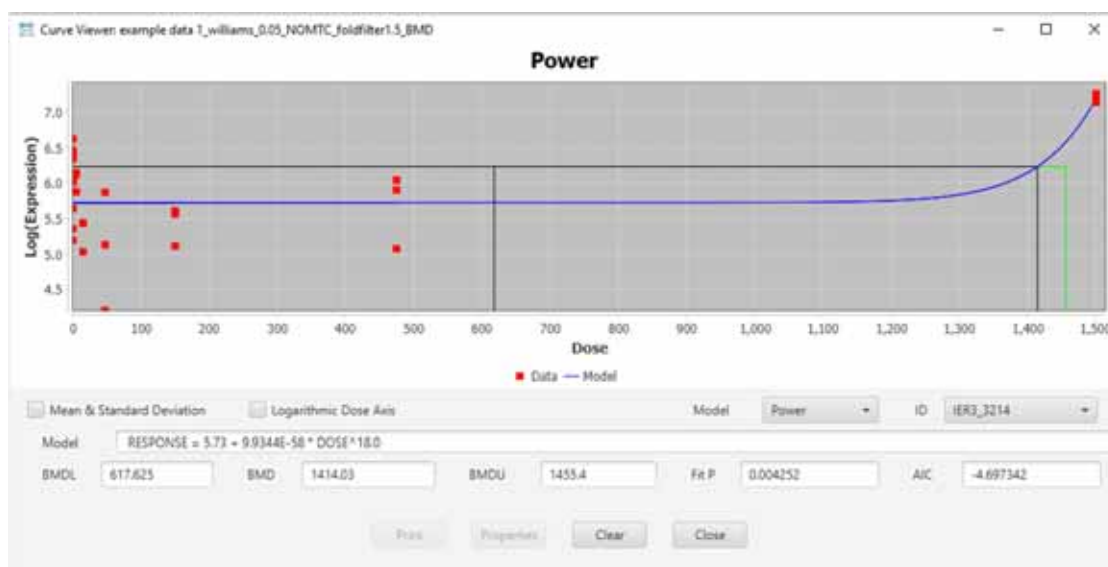 Curve Viewer: example data 1_williams_0.05_NOMTC_foldfilter1.5_BMD
Power
Log(Expression)
7.0
6.5
6.0
5.5
5.0
4.5
0 100 200 300 400 500 600 700 800 900 1,000 1,100 1,200 1,300 1,400 1,500
Dose
Data Model
Mean & Standard Deviation Logarithmic Dose Axis Model Power ID IER3_3214
Model RESPONSE = 5.73 + 9.9344E-58 * DOSE^18.0
BMDL 617.625 BMD 1414.03 BMDU 1455.4 Fit P 0.004252 AIC -4.697342
Print Properties Clear Close